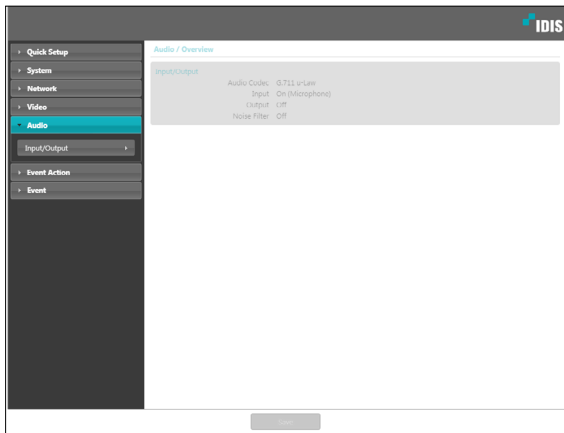 IDIS
Quick Setup
System
Network
Video
Audio
Input/Output
Event Action
Event
Audio / Overview
Input/Output
Audio Codec G.711 u-Law
Input On (Microphone)
Output Off
Noise Filter Off
Save